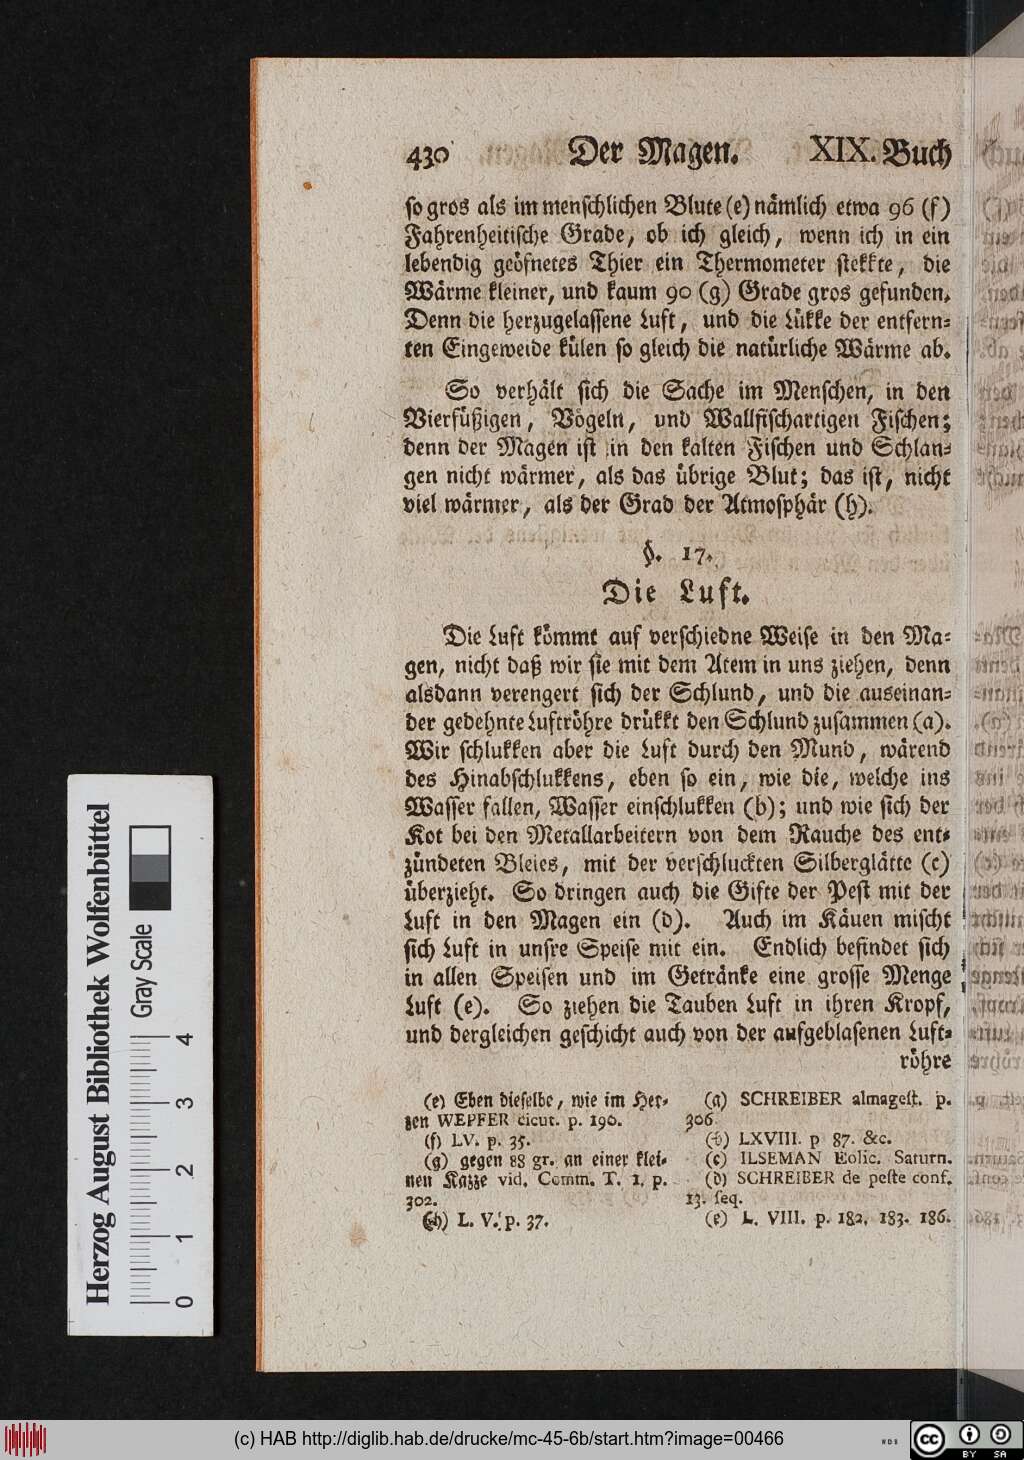 430 Der Magen. XIX. Buch
so gros als im menschlichen Blute (e) nämlich etwa 96 (f)
Fahrenheitische Grade, ob ich gleich, wenn ich in ein
lebendig geöfnetes Thier ein Thermometer stekkte, die
Wärme kleiner, und kaum 90 (g) Grade gros gefunden.
Denn die herzugelassene Luft, und die Lükke der entfern=
ten Eingeweide külen so gleich die natürliche Wärme ab.
So verhält sich die Sache im Menschen, in den
Vierfüßigen, Vögeln, und Wallfischartigen Fischen;
denn der Magen ist in den kalten Fischen und Schlan=
gen nicht wärmer, als das übrige Blut; das ist, nicht
viel wärmer, als der Grad der Atmosphär (h).
§. 17.
Die Luft.
Die Luft kömmt auf verschiedne Weise in den Ma=
gen, nicht daß wir sie mit dem Atem in uns ziehen, denn
alsdann verengert sich der Schlund, und die auseinan=
der gedehnte Luftröhre drükkt den Schlund zusammen (a).
Wir schlukken aber die Luft durch den Mund, wärend
des Hinabschlukkens, eben so ein, wie die, welche ins
Wasser fallen, Wasser einschlukken (b); und wie sich der
Kot bei den Metallarbeitern von dem Rauche des ent=
zündeten Bleies, mit der verschluckten Silberglätte (c)
überzieht. So dringen auch die Gifte der Pest mit der
Luft in den Magen ein (d). Auch im Käuen mischt
sich Luft in unsre Speise mit ein. Endlich befindet sich
in allen Speisen und im Getränke eine grosse Menge
Luft (e). So ziehen die Tauben Luft in ihren Kropf,
und dergleichen geschicht auch von der aufgeblasenen Luft=
röhre
(e) Eben dieselbe, wie im Her=
zen WEPFER cicut. p. 190.
(f) LV. p. 35.
(g) gegen 88 gr. an einer klei=
nen Kazze vid. Comm. T. 1. p.
302.
(h) L. V. p. 37.
(a) SCHREIBER almagest. p.
306
(b) LXVIII. p 87. &c.
(c) ILSEMAN Eolic. Saturn.
(d) SCHREIBER de peste conf.
13. seq.
(e) L. VIII. p. 182. 183. 186.
Herzog August Bibliothek Wolfenbüttel
Gray Scale
0 1 2 3 4
(c) HAB http://diglib.hab.de/drucke/mc-45-6b/start.htm?image=00466
WDB
cc BY SA